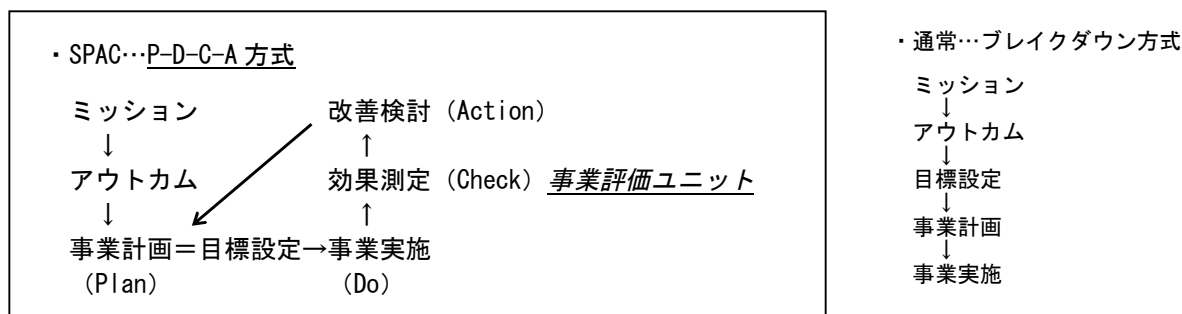 ・SPAC…P-D-C-A 方式
ミッション 改善検討（Action）
↓ ↑
アウトカム 効果測定（Check）事業評価ユニット
↓ ↑
事業計画＝目標設定→事業実施
（Plan） （Do）
・通常…ブレイクダウン方式
ミッション
↓
アウトカム
↓
目標設定
↓
事業計画
↓
事業実施